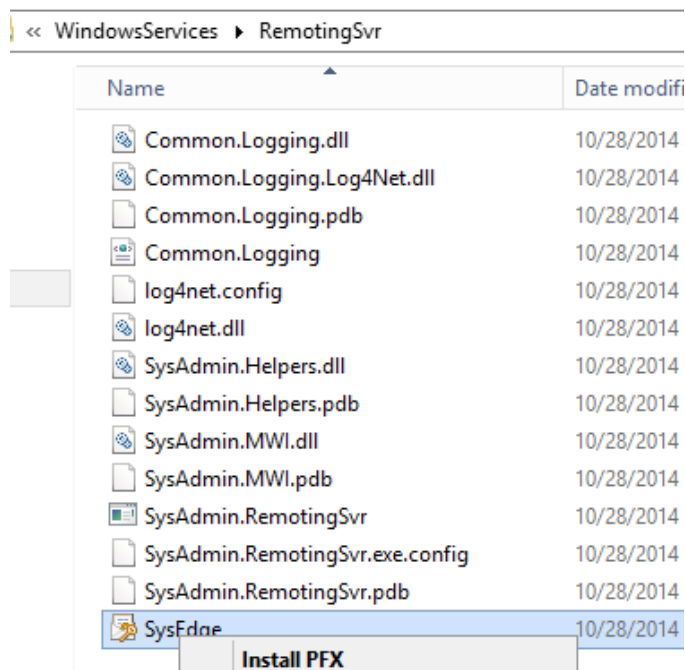 « WindowsServices RemotingSvr
Name Date modifi
Common.Logging.dll 10/28/2014
Common.Logging.Log4Net.dll 10/28/2014
Common.Logging.pdb 10/28/2014
Common.Logging 10/28/2014
log4net.config 10/28/2014
log4net.dll 10/28/2014
SysAdmin.Helpers.dll 10/28/2014
SysAdmin.Helpers.pdb 10/28/2014
SysAdmin.MWI.dll 10/28/2014
SysAdmin.MWI.pdb 10/28/2014
SysAdmin.RemotingSvr 10/28/2014
SysAdmin.RemotingSvr.exe.config 10/28/2014
SysAdmin.RemotingSvr.pdb 10/28/2014
SysEdge 10/28/2014
Install PFX